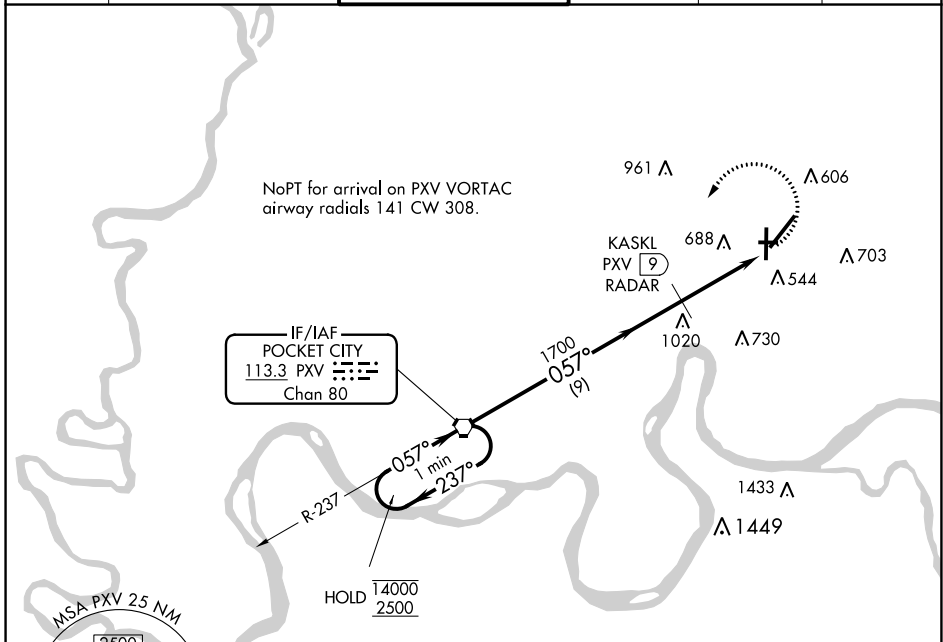 961
606
NoPT for arrival on PXV VORTAC
airway radials 141 CW 308.
KASKL
PXV 9
RADAR
688
703
544
1020
730
IF/IAF
POCKET CITY
113.3 PXV
Chan 80
1700
057°
(9)
057°
1 min
237°
R-237
1433
1449
HOLD 14000
2500
MSA PXV 25 NM